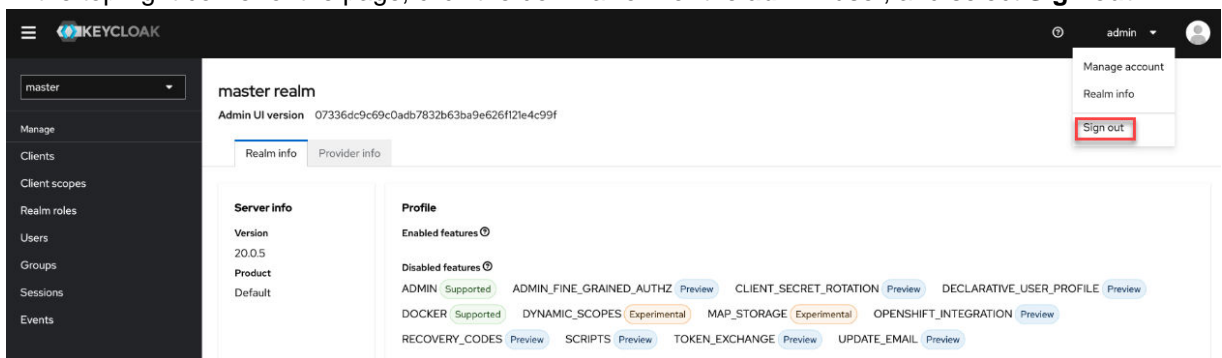 KEYCLOAK
admin
Manage account
Realm info
Sign out
master
Manage
Clients
Client scopes
Realm roles
Users
Groups
Sessions
Events
master realm
Admin UI version 07336dc9c69c0adb7832b63ba9e626f121e4c99f
Realm info Provider info
Server info
Version
20.0.5
Product
Default
Profile
Enabled features
Disabled features
ADMIN Supported ADMIN_FINE_GRAINED_AUTHZ Preview CLIENT_SECRET_ROTATION Preview DECLARATIVE_USER_PROFILE Preview
DOCKER Supported DYNAMIC_SCOPES Experimental MAP_STORAGE Experimental OPENSHIFT_INTEGRATION Preview
RECOVERY_CODES Preview SCRIPTS Preview TOKEN_EXCHANGE Preview UPDATE_EMAIL Preview